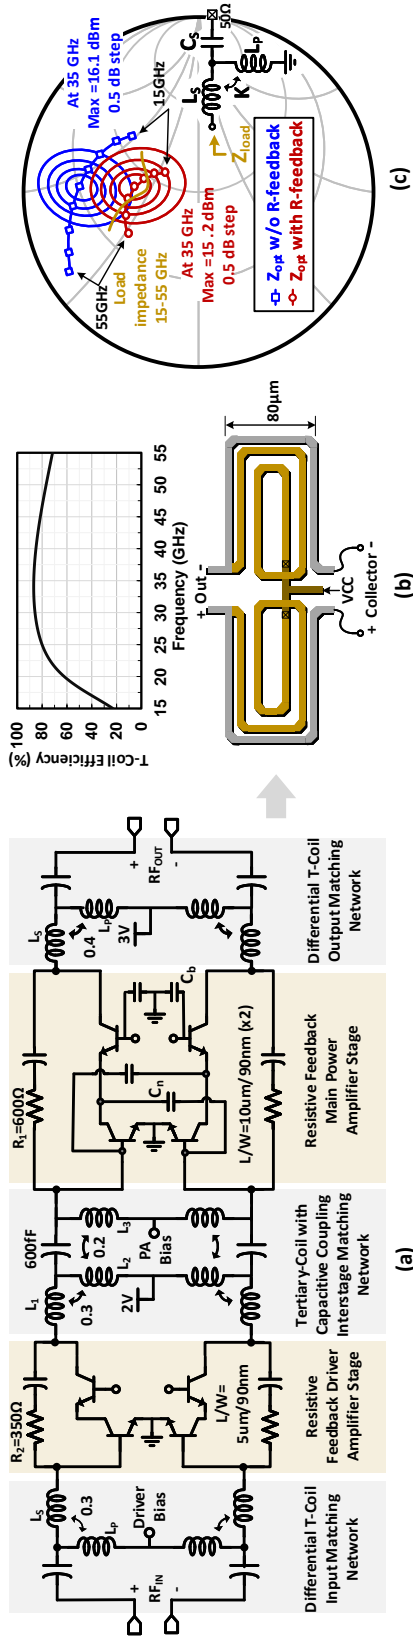 RF_IN
+
-
L_S
0.3
L_P
Driver
Bias
Differential T-Coil
Input Matching
Network
R_2=350Ω
L/W=
5um/90nm
Resistive
Feedback Driver
Amplifier Stage
L_1
0.3
600fF
2V
L_2
0.2
L_3
PA
Bias
Tertiary-Coil with
Capacitive Coupling
Interstage Matching
Network
R_1=600Ω
C_n
C_b
L/W=10um/90nm (x2)
Resistive Feedback
Main Power
Amplifier Stage
L_S
0.4
L_P
3V
+
RF_OUT
-
Differential T-Coil
Output Matching
Network
(a)
T-Coil Efficiency (%)
100
80
60
40
20
0
15 20 25 30 35 40 45 50 55
Frequency (GHz)
+ Out -
80μm
VCC
+ Collector -
(b)
55GHz
Load
impedance
15-55 GHz
At 35 GHz
Max =16.1 dBm
0.5 dB step
15GHz
At 35 GHz
Max =15.2 dBm
0.5 dB step
Z_load
L_S
C_S
50Ω
K
L_P
Z_opt w/o R-feedback
Z_opt with R-feedback
(c)